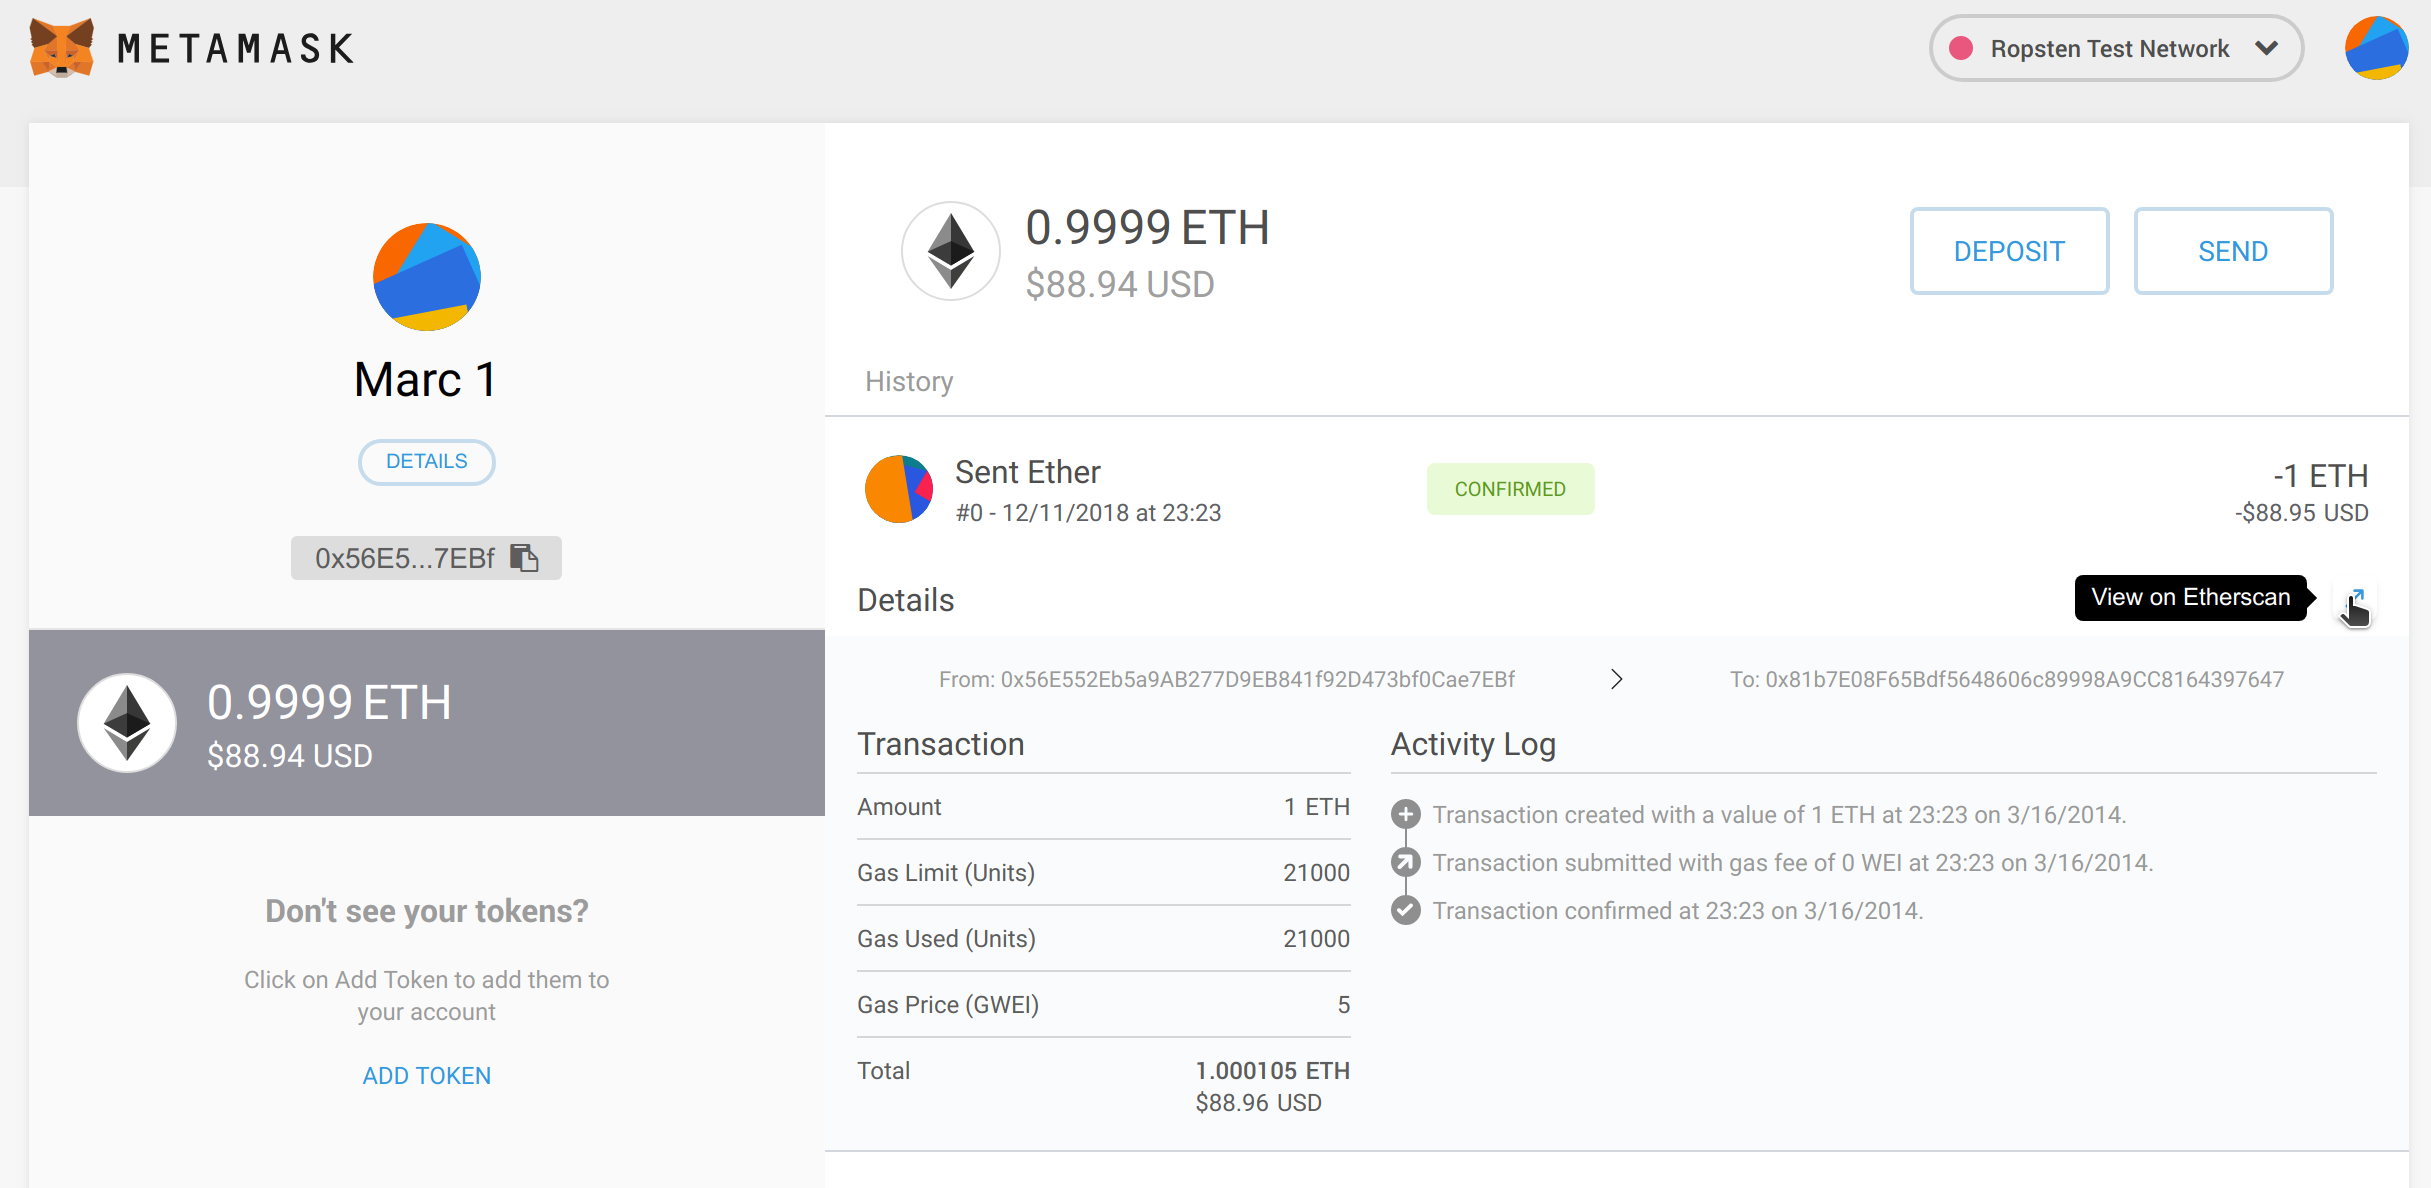 METAMASK
Ropsten Test Network
Marc 1
DETAILS
0x56E5...7EBf
0.9999 ETH
$88.94 USD
Don't see your tokens?
Click on Add Token to add them to
your account
ADD TOKEN
0.9999 ETH
$88.94 USD
DEPOSIT
SEND
History
Sent Ether
#0 - 12/11/2018 at 23:23
CONFIRMED
-1 ETH
-$88.95 USD
Details
View on Etherscan
From: 0x56E552Eb5a9AB277D9EB841f92D473bf0Cae7EBf
To: 0x81b7E08F65Bdf5648606c89998A9CC8164397647
Transaction
Amount 1 ETH
Gas Limit (Units) 21000
Gas Used (Units) 21000
Gas Price (GWEI) 5
Total 1.000105 ETH
$88.96 USD
Activity Log
Transaction created with a value of 1 ETH at 23:23 on 3/16/2014.
Transaction submitted with gas fee of 0 WEI at 23:23 on 3/16/2014.
Transaction confirmed at 23:23 on 3/16/2014.